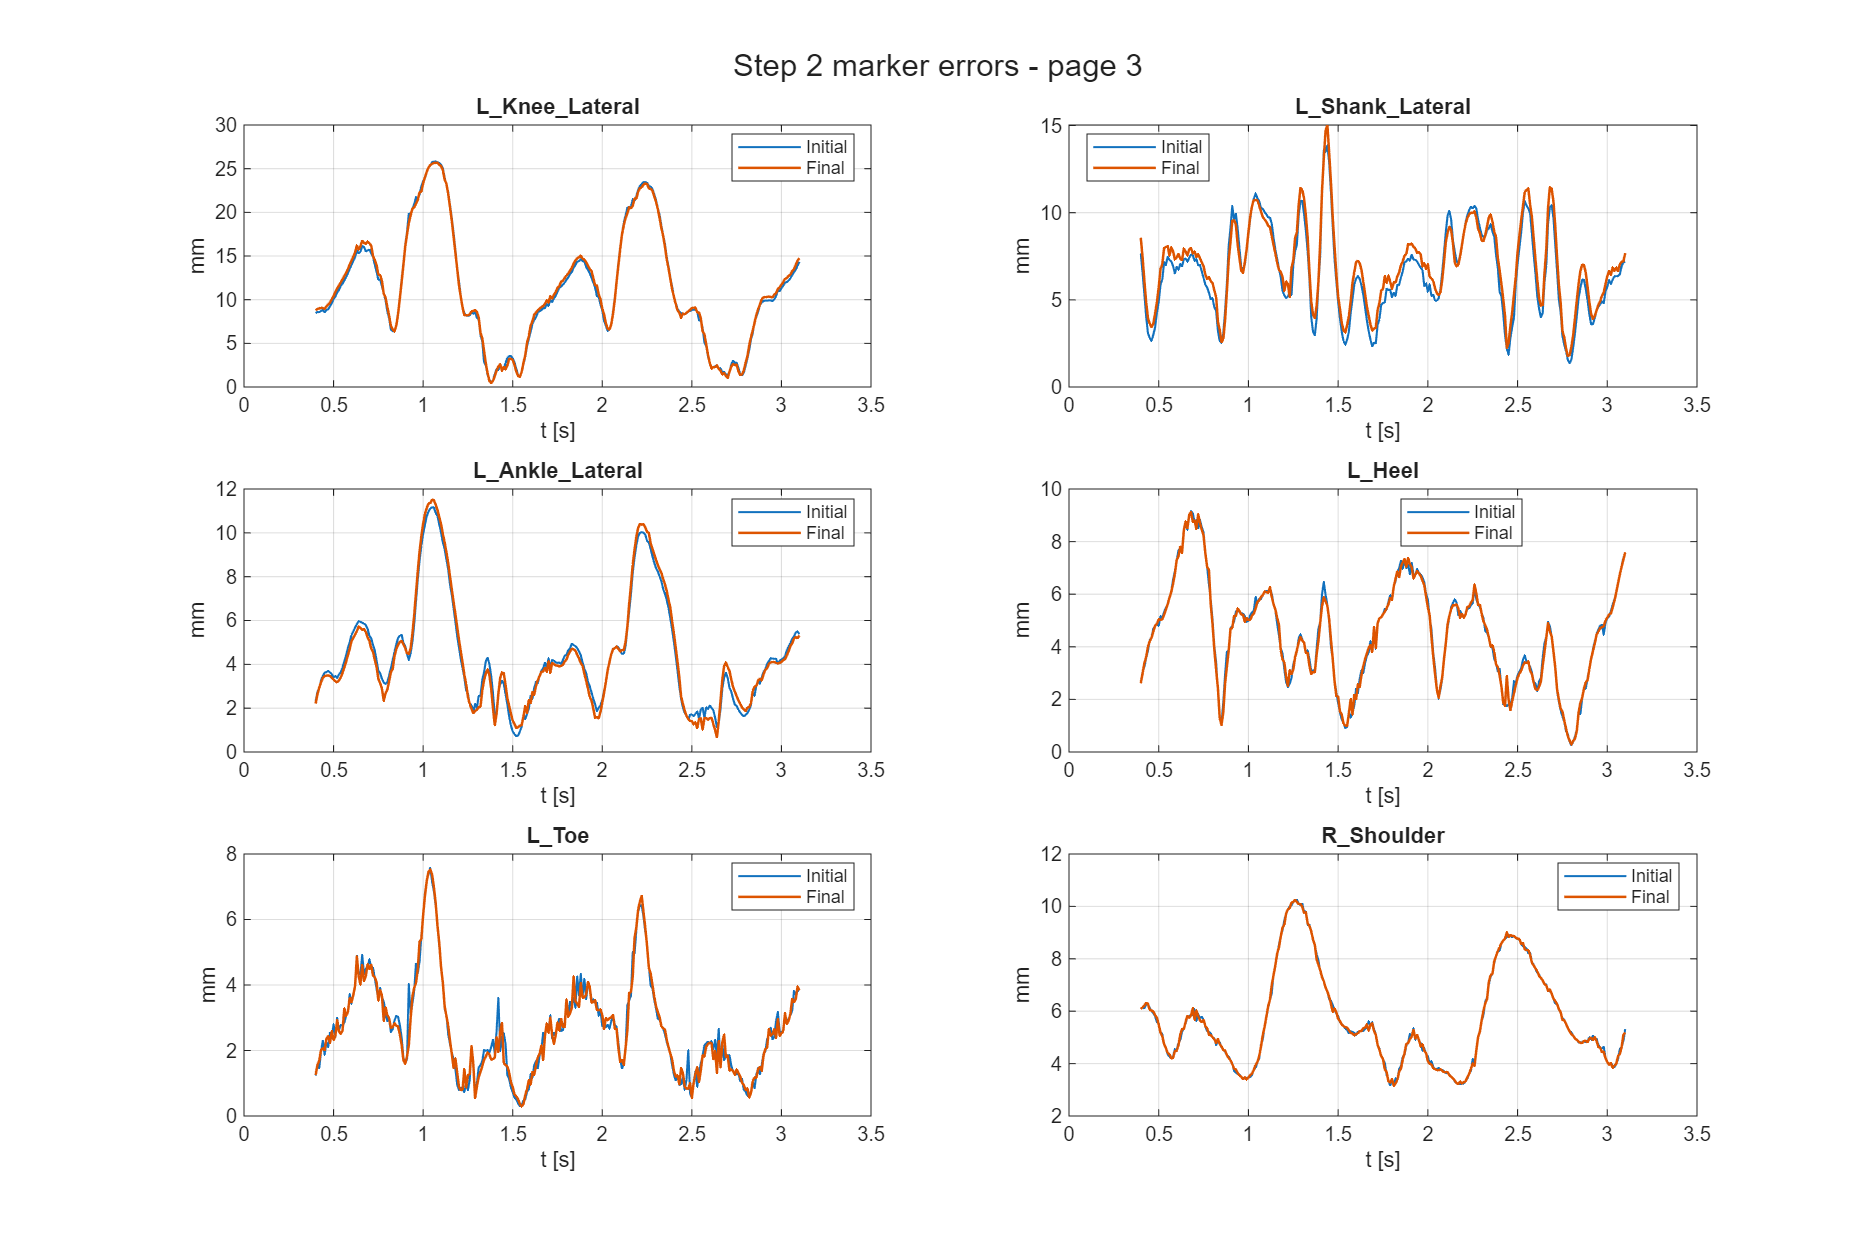 Step 2 marker errors - page 3
L_Knee_Lateral
30
25
20
15
10
5
0
mm
Initial
Final
0 0.5 1 1.5 2 2.5 3 3.5
t [s]
L_Shank_Lateral
15
10
5
0
mm
Initial
Final
0 0.5 1 1.5 2 2.5 3 3.5
t [s]
L_Ankle_Lateral
12
10
8
6
4
2
0
mm
Initial
Final
0 0.5 1 1.5 2 2.5 3 3.5
t [s]
L_Heel
10
8
6
4
2
0
mm
Initial
Final
0 0.5 1 1.5 2 2.5 3 3.5
t [s]
L_Toe
8
6
4
2
0
mm
Initial
Final
0 0.5 1 1.5 2 2.5 3 3.5
t [s]
R_Shoulder
12
10
8
6
4
2
mm
Initial
Final
0 0.5 1 1.5 2 2.5 3 3.5
t [s]